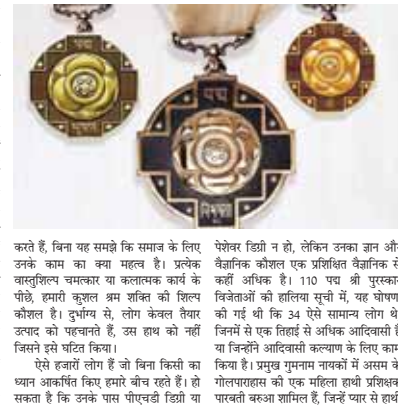 पद्म
पद्म
विभूषण
करते हैं, बिना यह समझे कि समाज के लिए
उनके काम का क्या महत्व है। प्रत्येक
वास्तुशिल्प चमत्कार या कलात्मक कार्य के
पीछे, हमारी कुशल श्रम शक्ति की शिल्प
कौशल है। दुर्भाग्य से, लोग केवल तैयार
उत्पाद को पहचानते हैं, उस हाथ को नहीं
जिसने इसे घटित किया।
ऐसे हजारों लोग हैं जो बिना किसी का
ध्यान आकर्षित किए हमारे बीच रहते हैं। हो
सकता है कि उनके पास पीएचडी डिग्री या
पेशेवर डिग्री न हो, लेकिन उनका ज्ञान और
वैज्ञानिक कौशल एक प्रशिक्षित वैज्ञानिक से
कहीं अधिक है। 110 पद्म श्री पुरस्कार
विजेताओं की हालिया सूची में, यह घोषणा
की गई थी कि 34 ऐसे सामान्य लोग थे
जिनमें से एक तिहाई से अधिक आदिवासी हैं
या जिन्होंने आदिवासी कल्याण के लिए काम
किया है। प्रमुख गुमनाम नायकों में असम के
गोलपाराहास की एक महिला हाथी प्रशिक्षक
पारबती बरुआ शामिल हैं, जिन्हें प्यार से हाथी